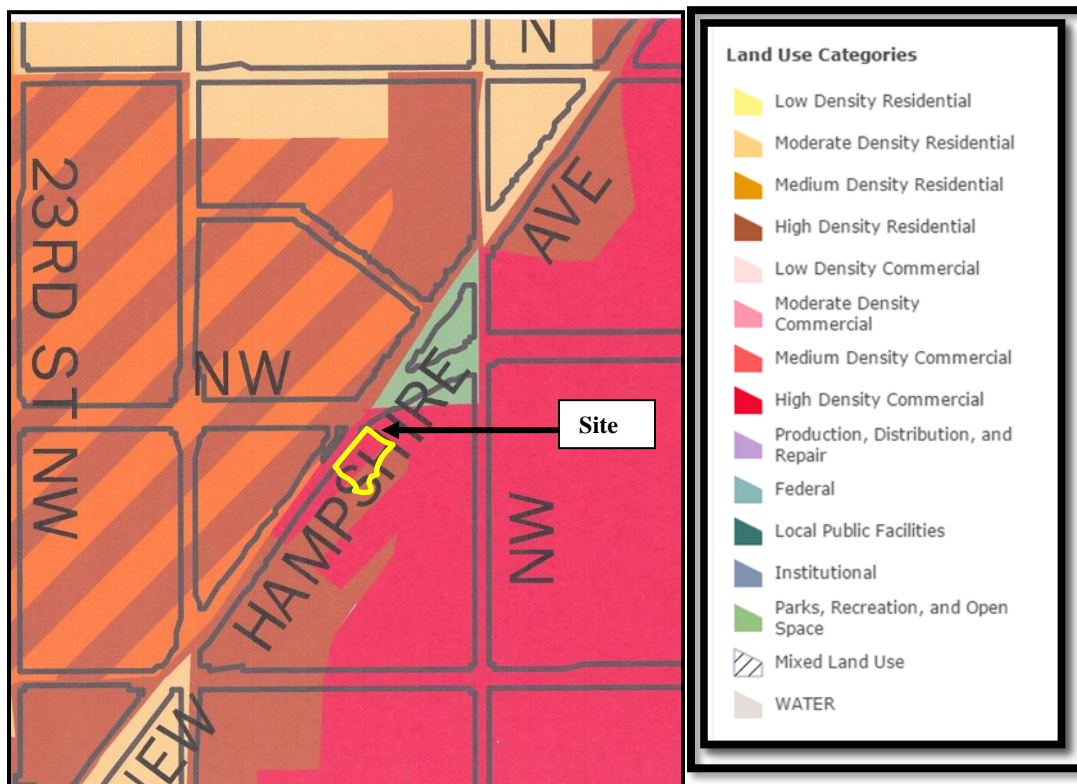 N
AVE
23RD ST NW
NW
HAMPSHIRE
Site
NW
NEW
Land Use Categories
Low Density Residential
Moderate Density Residential
Medium Density Residential
High Density Residential
Low Density Commercial
Moderate Density
Commercial
Medium Density Commercial
High Density Commercial
Production, Distribution, and
Repair
Federal
Local Public Facilities
Institutional
Parks, Recreation, and Open
Space
Mixed Land Use
WATER